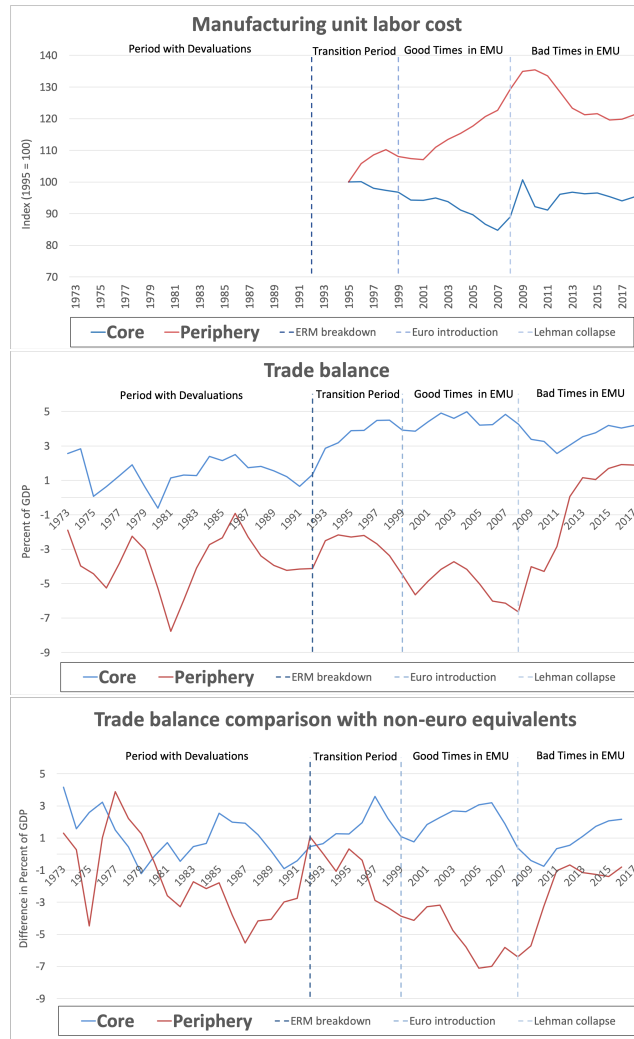 Manufacturing unit labor cost
Period with Devaluations Transition Period Good Times in EMU Bad Times in EMU
Index (1995 = 100)
140
130
120
110
100
90
80
70
1973 1975 1977 1979 1981 1983 1985 1987 1989 1991 1993 1995 1997 1999 2001 2003 2005 2007 2009 2011 2013 2015 2017
Core Periphery ERM breakdown Euro introduction Lehman collapse
Trade balance
Period with Devaluations Transition Period Good Times in EMU Bad Times in EMU
Percent of GDP
5
3
1
-1
-3
-5
-7
-9
1973 1975 1977 1979 1981 1983 1985 1987 1989 1991 1993 1995 1997 1999 2001 2003 2005 2007 2009 2011 2013 2015 2017
Core Periphery ERM breakdown Euro introduction Lehman collapse
Trade balance comparison with non-euro equivalents
Period with Devaluations Transition Period Good Times in EMU Bad Times in EMU
Difference in Percent of GDP
5
3
1
-1
-3
-5
-7
-9
1973 1975 1977 1979 1981 1983 1985 1987 1989 1991 1993 1995 1997 1999 2001 2003 2005 2007 2009 2011 2013 2015 2017
Core Periphery ERM breakdown Euro introduction Lehman collapse